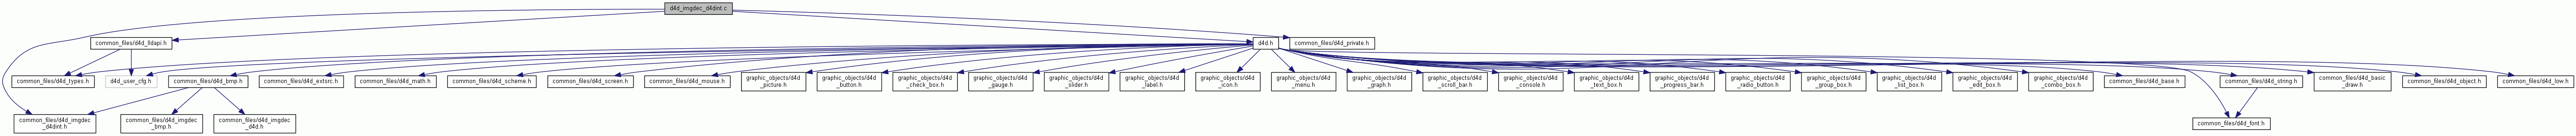 d4d_imgdec_d4dint.c
common_files/d4d_lldapi.h
d4d.h
common_files/d4d_private.h
common_files/d4d_types.h
d4d_user_cfg.h
common_files/d4d_bmp.h
common_files/d4d_extsrc.h
common_files/d4d_math.h
common_files/d4d_scheme.h
common_files/d4d_screen.h
common_files/d4d_mouse.h
graphic_objects/d4d
_picture.h
graphic_objects/d4d
_button.h
graphic_objects/d4d
_check_box.h
graphic_objects/d4d
_gauge.h
graphic_objects/d4d
_slider.h
graphic_objects/d4d
_label.h
graphic_objects/d4d
_icon.h
graphic_objects/d4d
_menu.h
graphic_objects/d4d
_graph.h
graphic_objects/d4d
_scroll_bar.h
graphic_objects/d4d
_console.h
graphic_objects/d4d
_text_box.h
graphic_objects/d4d
_progress_bar.h
graphic_objects/d4d
_radio_button.h
graphic_objects/d4d
_group_box.h
graphic_objects/d4d
_list_box.h
graphic_objects/d4d
_edit_box.h
graphic_objects/d4d
_combo_box.h
common_files/d4d_base.h
common_files/d4d_string.h
common_files/d4d_basic
_draw.h
common_files/d4d_object.h
common_files/d4d_low.h
common_files/d4d_imgdec
_d4dint.h
common_files/d4d_imgdec
_bmp.h
common_files/d4d_imgdec
_d4d.h
common_files/d4d_font.h